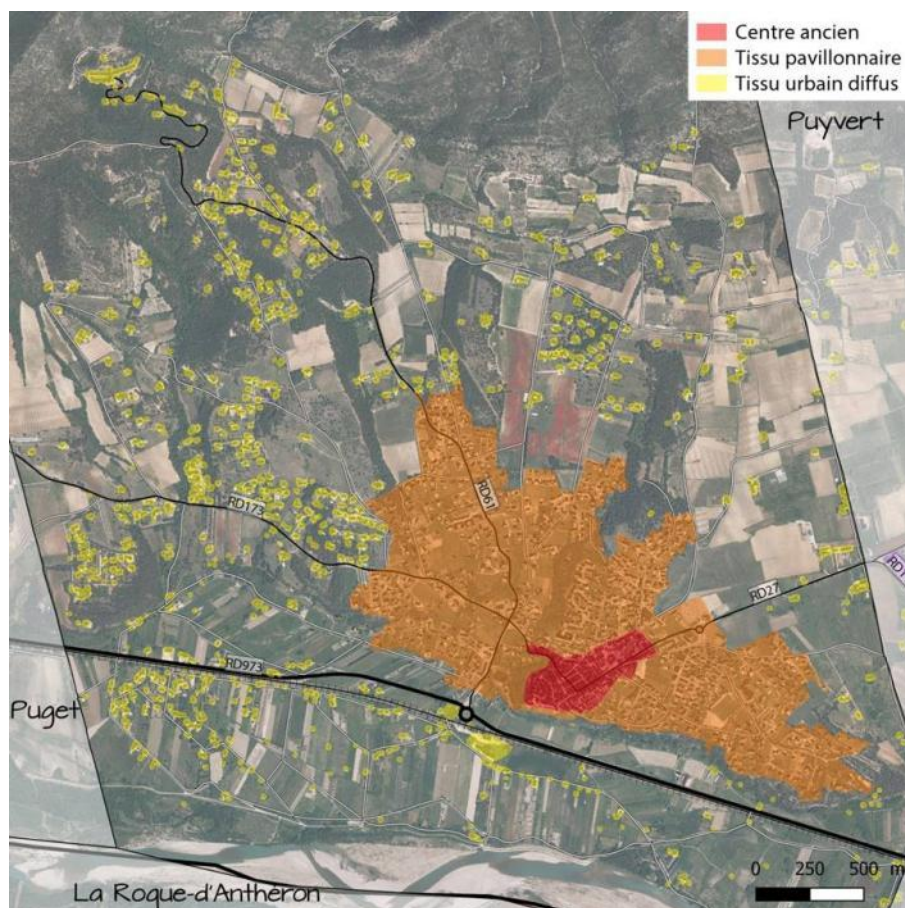 Centre ancien
Tissu pavillonnaire
Tissu urbain diffus
Puyvert
RD61
RD173
RD27
RD1
RD973
Puget
0 250 500 m
La Roque-d'Anthéron